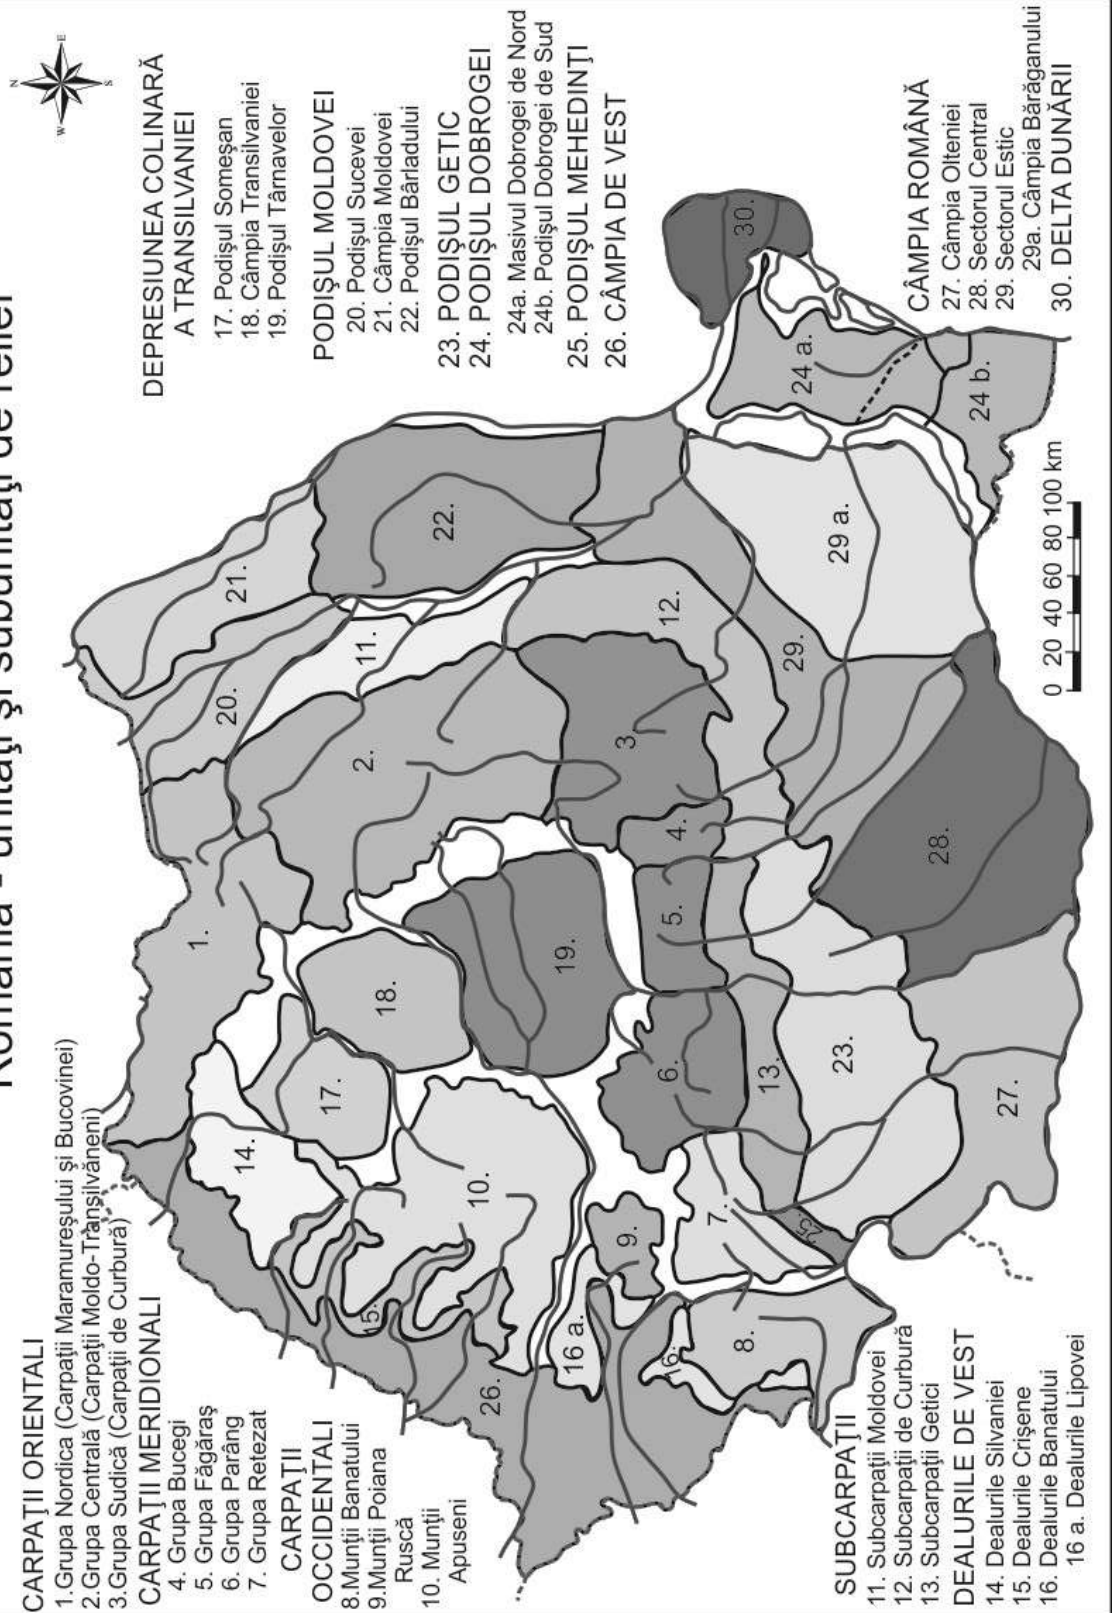 România - unităţi şi subunităţi de relief
CARPAŢII ORIENTALI
1.Grupa Nordica (Carpaţii Maramureşului şi Bucovinei)
2.Grupa Centrală (Carpaţii Moldo-Transilvăneni)
3.Grupa Sudică (Carpaţii de Curbură)
CARPAŢII MERIDIONALI
4. Grupa Bucegi
5. Grupa Făgăraş
6. Grupa Parâng
7. Grupa Retezat
CARPAŢII
OCCIDENTALI
8.Munţii Banatului
9.Munţii Poiana
Ruscă
10. Munţii
Apuseni
SUBCARPAŢII
11. Subcarpaţii Moldovei
12. Subcarpaţii de Curbură
13. Subcarpaţii Getici
DEALURILE DE VEST
14. Dealurile Silvaniei
15. Dealurile Crişene
16. Dealurile Banatului
16 a. Dealurile Lipovei
DEPRESIUNEA COLINARĂ
A TRANSILVANIEI
17. Podişul Someşan
18. Câmpia Transilvaniei
19. Podişul Târnavelor
PODIŞUL MOLDOVEI
20. Podişul Sucevei
21. Câmpia Moldovei
22. Podişul Bârladului
23. PODIŞUL GETIC
24. PODIŞUL DOBROGEI
24a. Masivul Dobrogei de Nord
24b. Podişul Dobrogei de Sud
25. PODIŞUL MEHEDINŢI
26. CÂMPIA DE VEST
CÂMPIA ROMÂNĂ
27. Câmpia Olteniei
28. Sectorul Central
29. Sectorul Estic
29a. Câmpia Bărăganului
30. DELTA DUNĂRII
N
E
S
W
1.
20.
21.
14.
17.
18.
2.
11.
22.
10.
15.
26.
19.
3.
12.
16 a.
9.
6.
5.
4.
16.
8.
7.
25.
13.
23.
29.
29 a.
24 a.
30.
24 b.
27.
28.
0 20 40 60 80 100 km